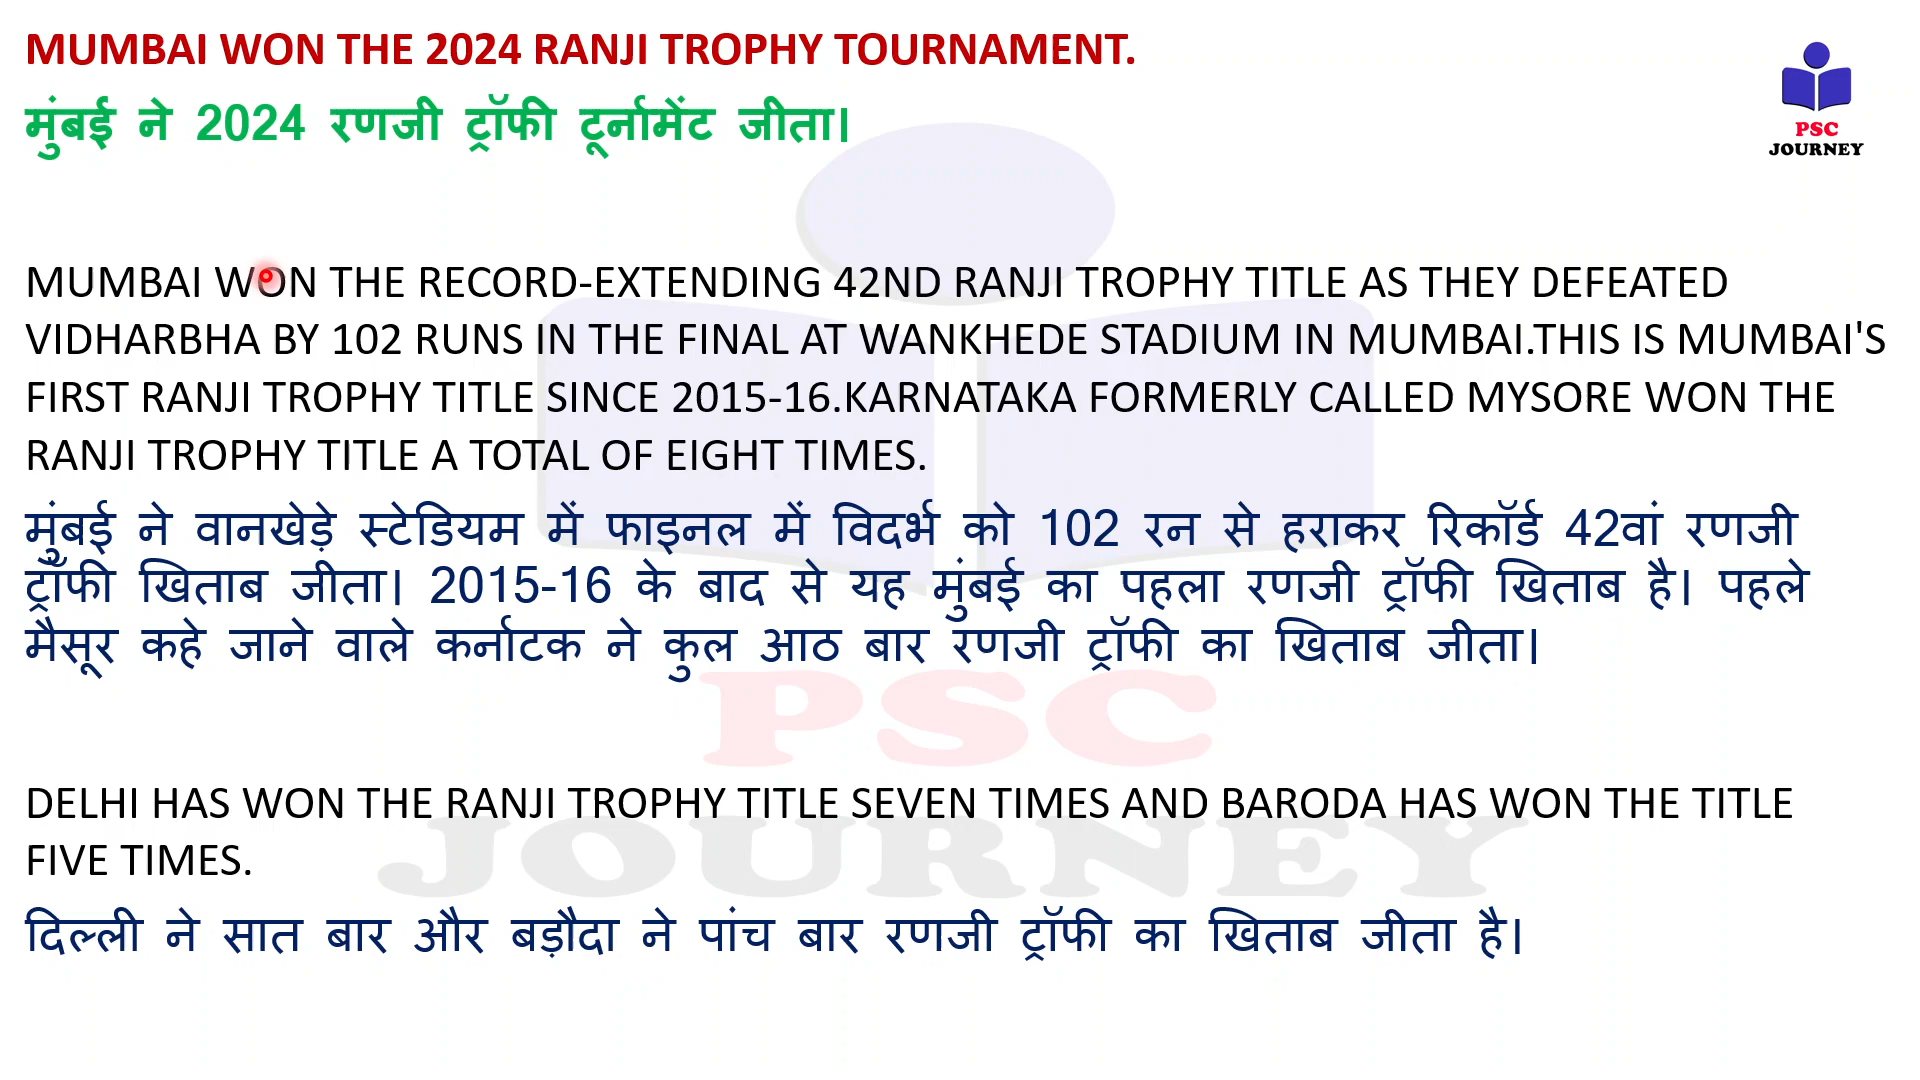 MUMBAI WON THE 2024 RANJI TROPHY TOURNAMENT.
मुंबई ने 2024 रणजी ट्रॉफी टूर्नामेंट जीता।
PSC
JOURNEY
MUMBAI WON THE RECORD-EXTENDING 42ND RANJI TROPHY TITLE AS THEY DEFEATED
VIDHARBHA BY 102 RUNS IN THE FINAL AT WANKHEDE STADIUM IN MUMBAI.THIS IS MUMBAI'S
FIRST RANJI TROPHY TITLE SINCE 2015-16.KARNATAKA FORMERLY CALLED MYSORE WON THE
RANJI TROPHY TITLE A TOTAL OF EIGHT TIMES.
मुंबई ने वानखेड़े स्टेडियम में फाइनल में विदर्भ को 102 रन से हराकर रिकॉर्ड 42वां रणजी
ट्रॉफी खिताब जीता। 2015-16 के बाद से यह मुंबई का पहला रणजी ट्रॉफी खिताब है। पहले
मैसूर कहे जाने वाले कर्नाटक ने कुल आठ बार रणजी ट्रॉफी का खिताब जीता।
PSC
DELHI HAS WON THE RANJI TROPHY TITLE SEVEN TIMES AND BARODA HAS WON THE TITLE
FIVE TIMES.
JOURNEY
दिल्ली ने सात बार और बड़ौदा ने पांच बार रणजी ट्रॉफी का खिताब जीता है।